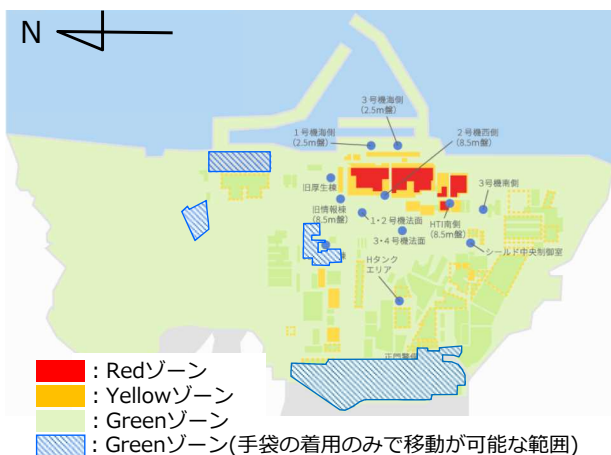 N
3号機海側
(2.5m盤)
1号機海側
(2.5m盤)
2号機西側
(8.5m盤)
旧厚生棟
3号機南側
旧情報棟
(8.5m盤)
1・2号機法面
HTI南側
(8.5m盤)
3・4号機法面
シールド中央制御室
Hタンク
エリア
：Redゾーン
：Yellowゾーン
：Greenゾーン
：Greenゾーン(手袋の着用のみで移動が可能な範囲)